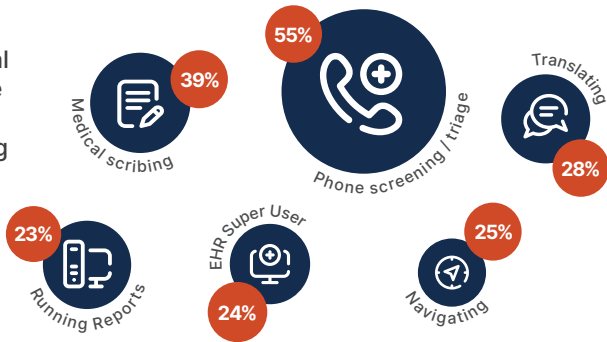 55%
39%
Medical scribing
Phone screening / triage
Translating
28%
23%
Running Reports
EHR Super User
24%
25%
Navigating